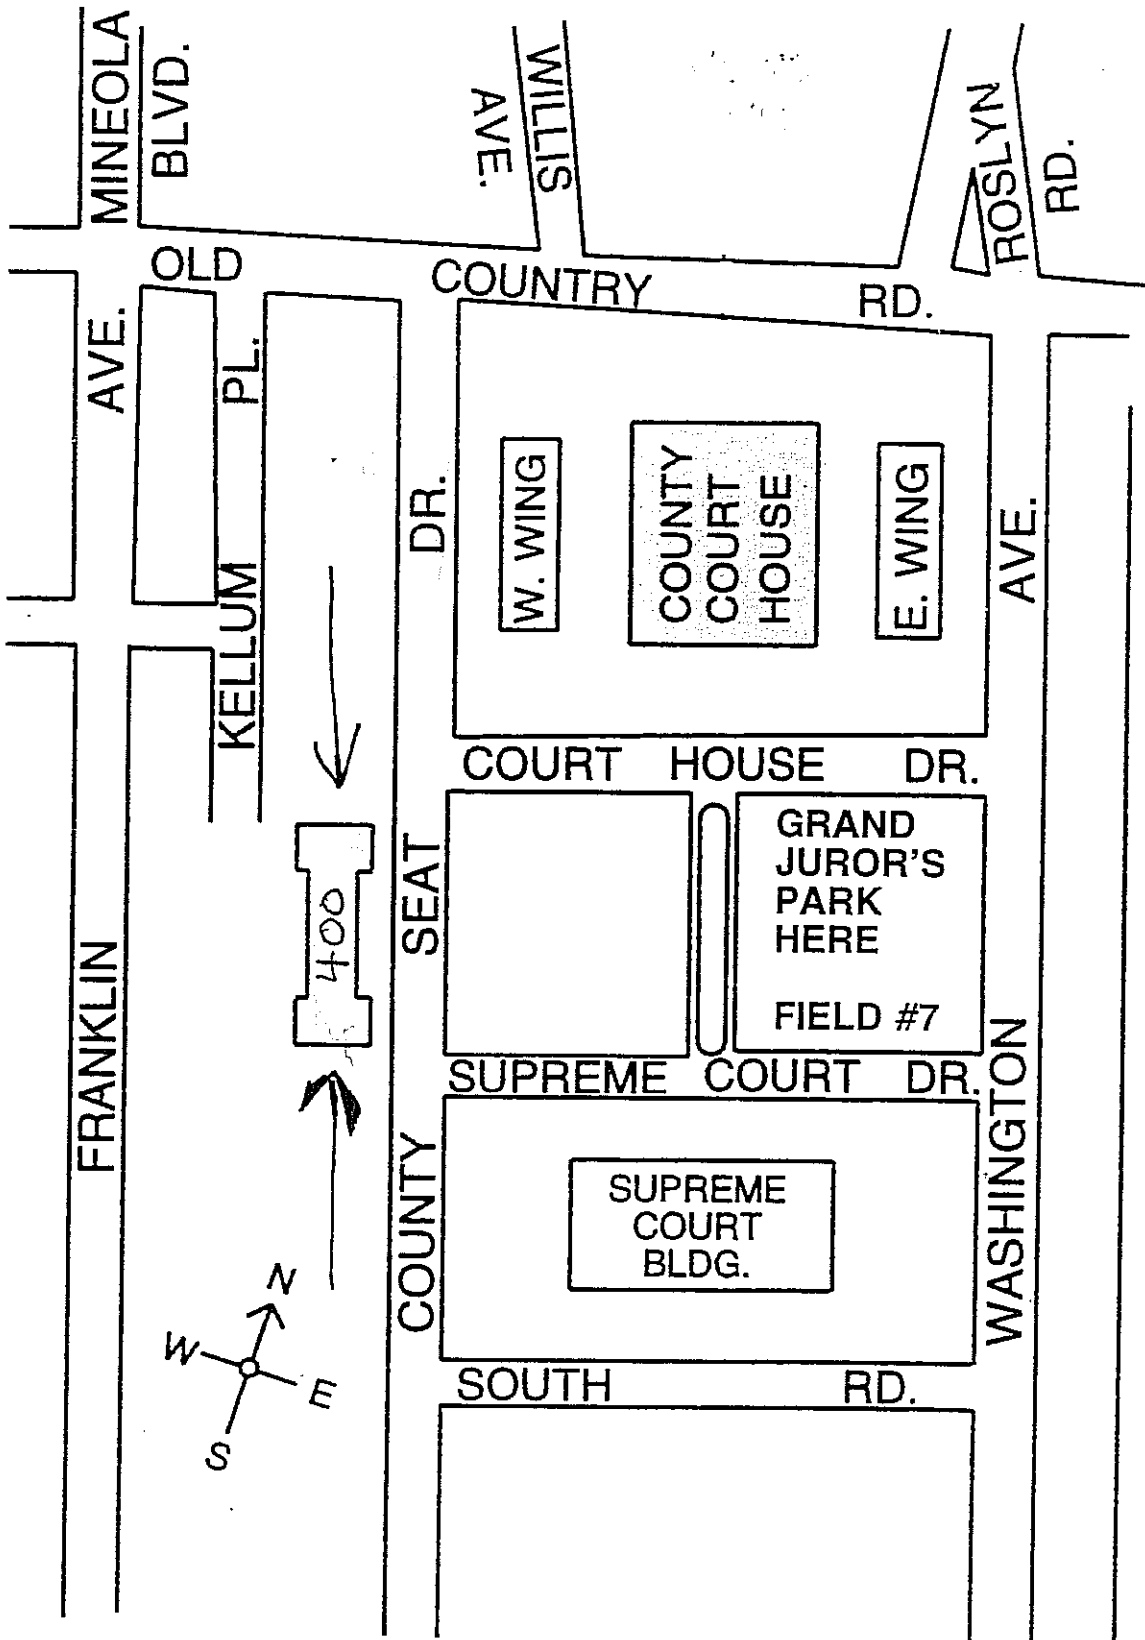 MINEOLA
BLVD.
WILLIS
AVE.
ROSLYN
RD.
OLD COUNTRY RD.
FRANKLIN AVE.
KELLUM PL.
COUNTY SEAT DR.
W. WING
COUNTY
COURT
HOUSE
E. WING
WASHINGTON AVE.
COURT HOUSE DR.
400
GRAND
JUROR'S
PARK
HERE
FIELD #7
SUPREME COURT DR.
SUPREME
COURT
BLDG.
N
W
E
S
SOUTH RD.